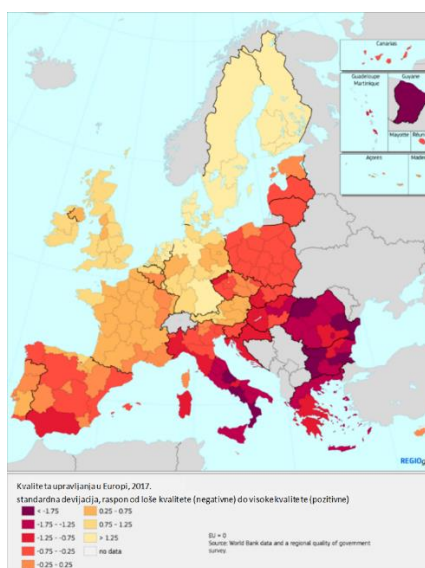 Canarias
Guadeloupe
Martinique
Guyane
Mayotte
Réunion
Açores
Madeira
REGIOgis
Kvaliteta upravljanja u Europi, 2017.
standardna devijacija, raspon od loše kvalitete (negativne) do visoke kvalitete (pozitivne)
< -1.75
0.25 - 0.75
-1.75 - -1.25
0.75 - 1.25
-1.25 - -0.75
> 1.25
-0.75 - -0.25
no data
-0.25 - 0.25
EU = 0
Source: World Bank data and a regional quality of government
survey.